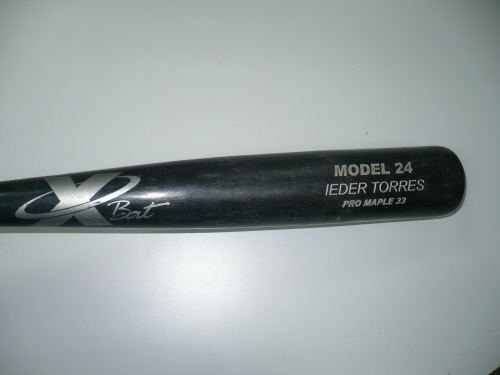 X Bat
MODEL 24
IEDER TORRES
PRO MAPLE 33